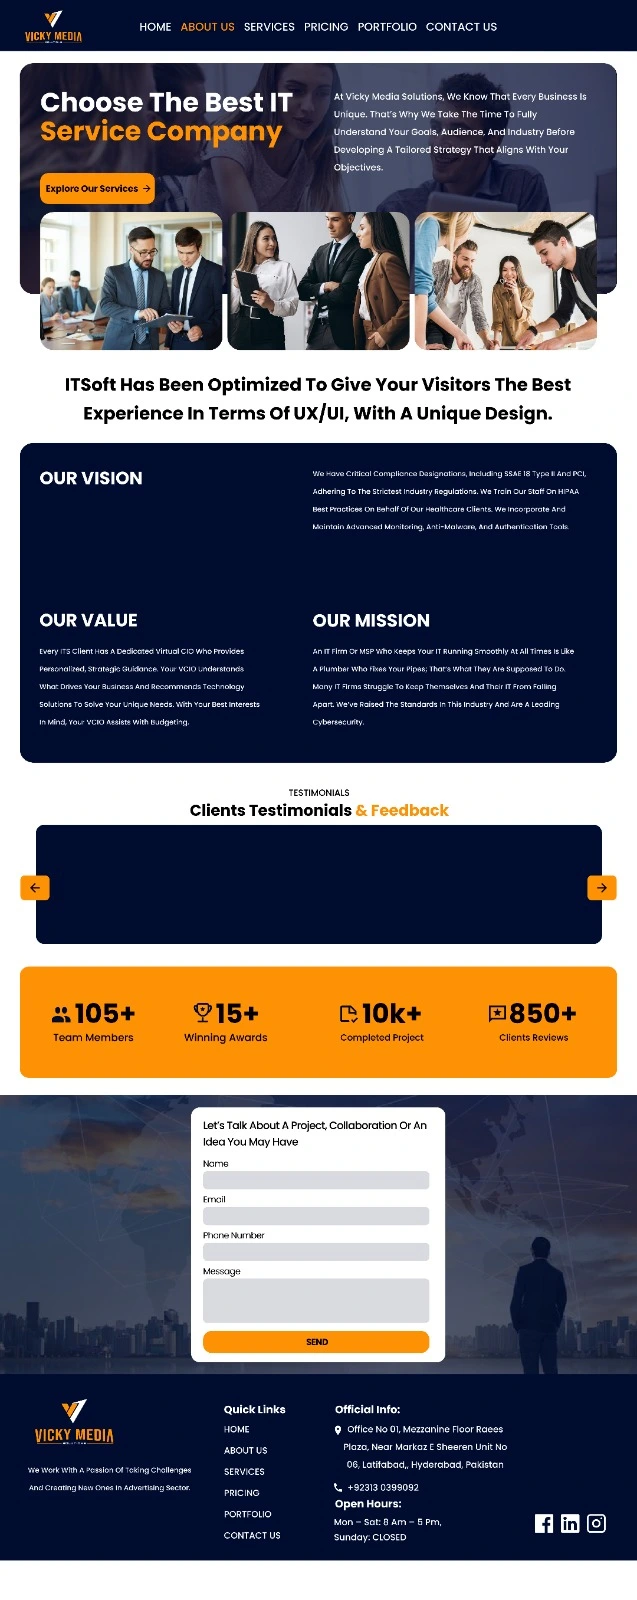 VICKY MEDIA
SOLUTIONS
HOME ABOUT US SERVICES PRICING PORTFOLIO CONTACT US
Choose The Best IT
Service Company
Explore Our Services →
At Vicky Media Solutions, We Know That Every Business Is
Unique. That's Why We Take The Time To Fully
Understand Your Goals, Audience, And Industry Before
Developing A Tailored Strategy That Aligns With Your
Objectives.
ITSoft Has Been Optimized To Give Your Visitors The Best
Experience In Terms Of UX/UI, With A Unique Design.
OUR VISION
We Have Critical Compliance Designations, Including SSAE 18 Type II And PCI,
Adhering To The Strictest Industry Regulations. We Train Our Staff On HIPAA
Best Practices On Behalf Of Our Healthcare Clients. We Incorporate And
Maintain Advanced Monitoring, Anti-Malware, And Authentication Tools.
OUR VALUE
Every ITS Client Has A Dedicated Virtual CIO Who Provides
Personalized, Strategic Guidance. Your VCIO Understands
What Drives Your Business And Recommends Technology
Solutions To Solve Your Unique Needs. With Your Best Interests
In Mind, Your VCIO Assists With Budgeting.
OUR MISSION
An IT Firm Or MSP Who Keeps Your IT Running Smoothly At All Times Is Like
A Plumber Who Fixes Your Pipes; That's What They Are Supposed To Do.
Many IT Firms Struggle To Keep Themselves And Their IT From Falling
Apart. We've Raised The Standards In This Industry And Are A Leading
Cybersecurity.
TESTIMONIALS
Clients Testimonials & Feedback
105+
Team Members
15+
Winning Awards
10k+
Completed Project
850+
Clients Reviews
Let's Talk About A Project, Collaboration Or An
Idea You May Have
Name
Email
Phone Number
Message
SEND
VICKY MEDIA
SOLUTIONS
We Work With A Passion Of Taking Challenges
And Creating New Ones In Advertising Sector.
Quick Links
HOME
ABOUT US
SERVICES
PRICING
PORTFOLIO
CONTACT US
Official Info:
Office No 01, Mezzanine Floor Raees
Plaza, Near Markaz E Sheeren Unit No
06, Latifabad,, Hyderabad, Pakistan
+92313 0399092
Open Hours:
Mon – Sat: 8 Am – 5 Pm,
Sunday: CLOSED